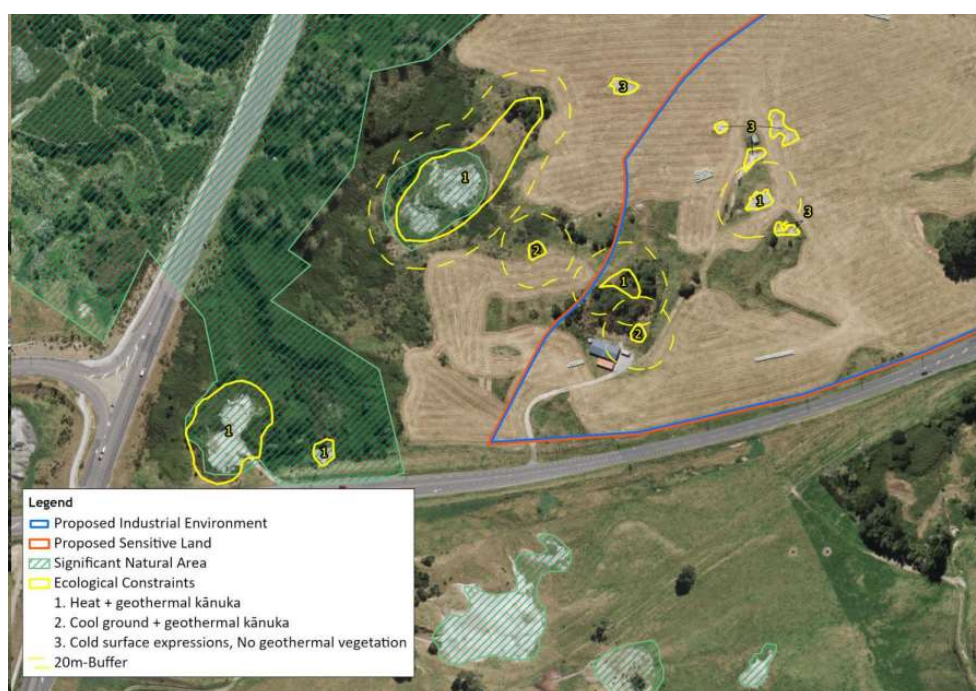 3
3
1
1
3
2
1
2
1
1
Legend
Proposed Industrial Environment
Proposed Sensitive Land
Significant Natural Area
Ecological Constraints
1. Heat + geothermal kānuka
2. Cool ground + geothermal kānuka
3. Cold surface expressions, No geothermal vegetation
20m-Buffer